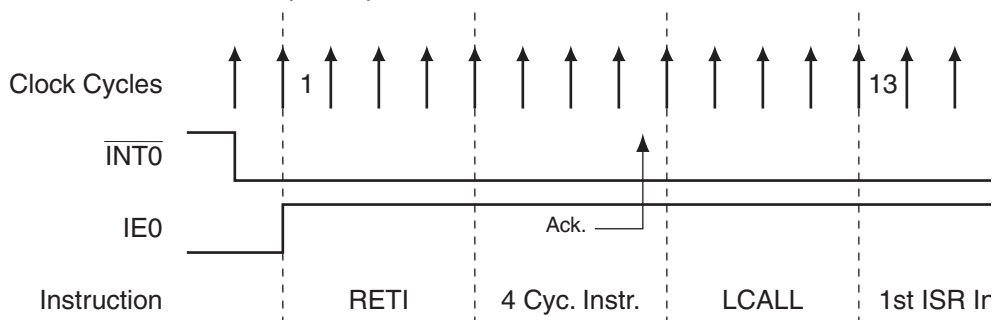 Clock Cycles 1 13
INT0
IE0
Ack.
Instruction RETI 4 Cyc. Instr. LCALL 1st ISR In